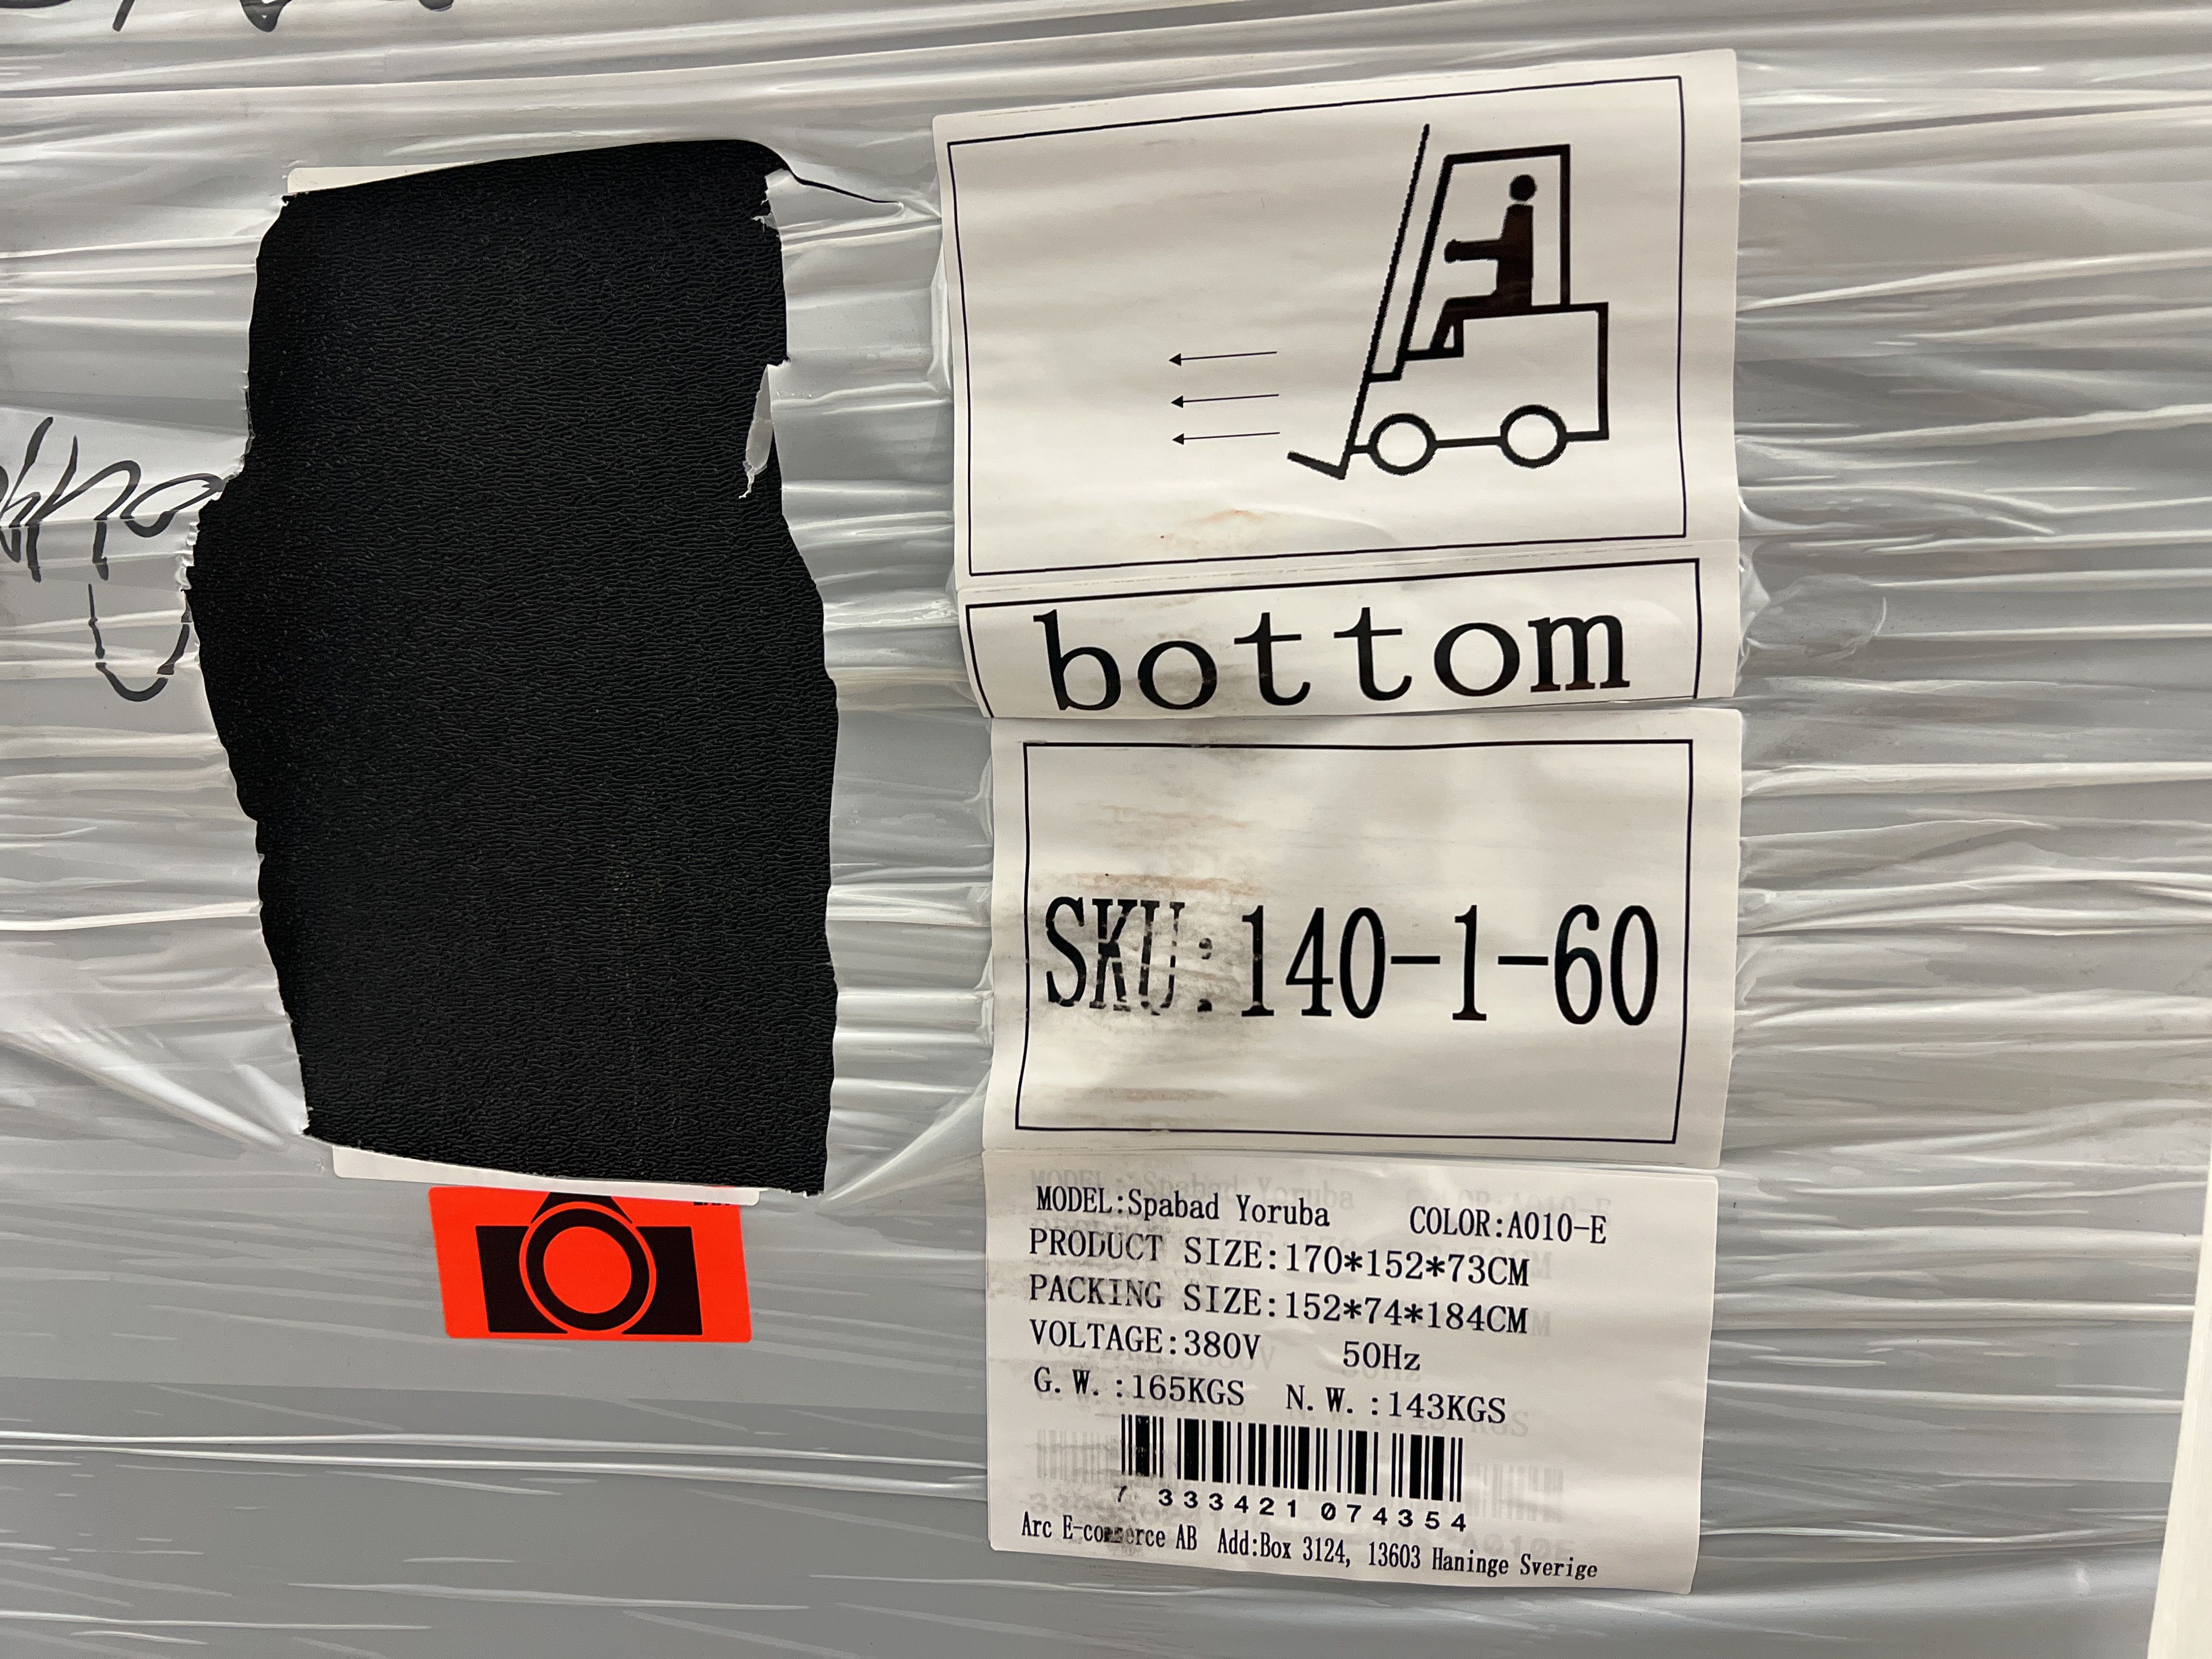 bottom
SKU:140-1-60
MODEL:Spabad Yoruba COLOR:A010-E
PRODUCT SIZE:170*152*73CM
PACKING SIZE:152*74*184CM
VOLTAGE:380V 50Hz
G.W.:165KGS N.W.:143KGS
7 333421 074354
Arc E-commerce AB Add:Box 3124, 13603 Haninge Sverige